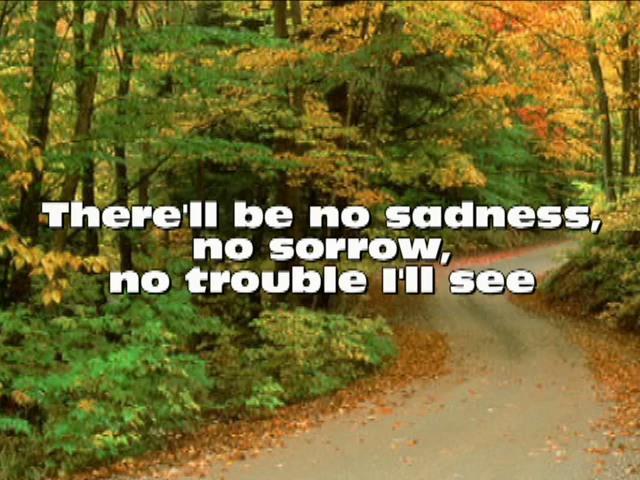 There'll be no sadness,
no sorrow,
no trouble I'll see